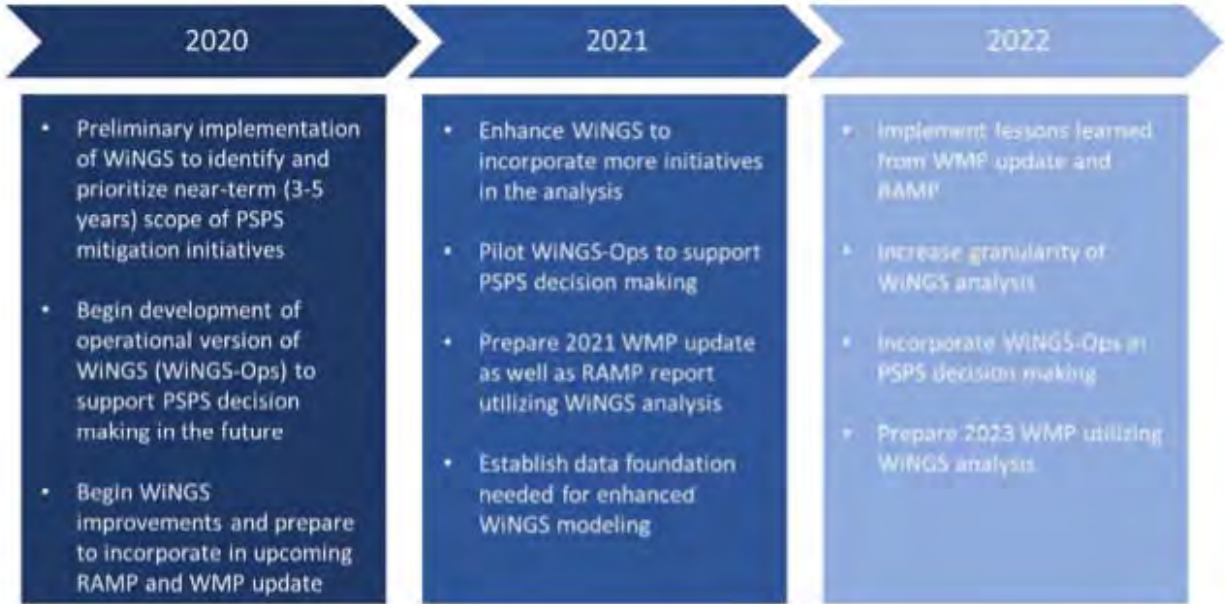 2020
• Preliminary implementation
of WiNGS to identify and
prioritize near-term (3-5
years) scope of PSPS
mitigation initiatives
• Begin development of
operational version of
WiNGS (WiNGS-Ops) to
support PSPS decision
making in the future
• Begin WiNGS
improvements and prepare
to incorporate in upcoming
RAMP and WMP update
2021
• Enhance WiNGS to
incorporate more initiatives
in the analysis
• Pilot WiNGS-Ops to support
PSPS decision making
• Prepare 2021 WMP update
as well as RAMP report
utilizing WiNGS analysis
• Establish data foundation
needed for enhanced
WiNGS modeling
2022
• Implement lessons learned
from WMP update and
RAMP
• Increase granularity of
WiNGS analysis
• Incorporate WiNGS-Ops in
PSPS decision making
• Prepare 2023 WMP utilizing
WiNGS analysis